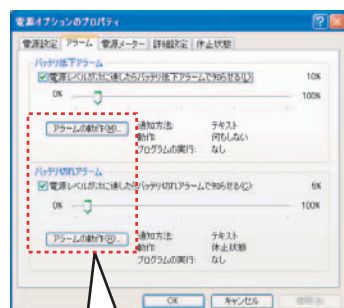 電源オプションのプロパティ
電源設定 アラーム 電源メーター 詳細設定 休止状態
バッテリ低下アラーム
電源レベルが次に達したらバッテリ低下アラームで知らせる(L) 10%
0% 100%
アラームの動作(M)...
通知方法: テキスト
動作: 何もしない
プログラムの実行: なし
バッテリ切れアラーム
電源レベルが次に達したらバッテリ切れアラームで知らせる(C) 5%
0% 100%
アラームの動作(R)...
通知方法: テキスト
動作: 休止状態
プログラムの実行: なし
OK キャンセル 適用(A)